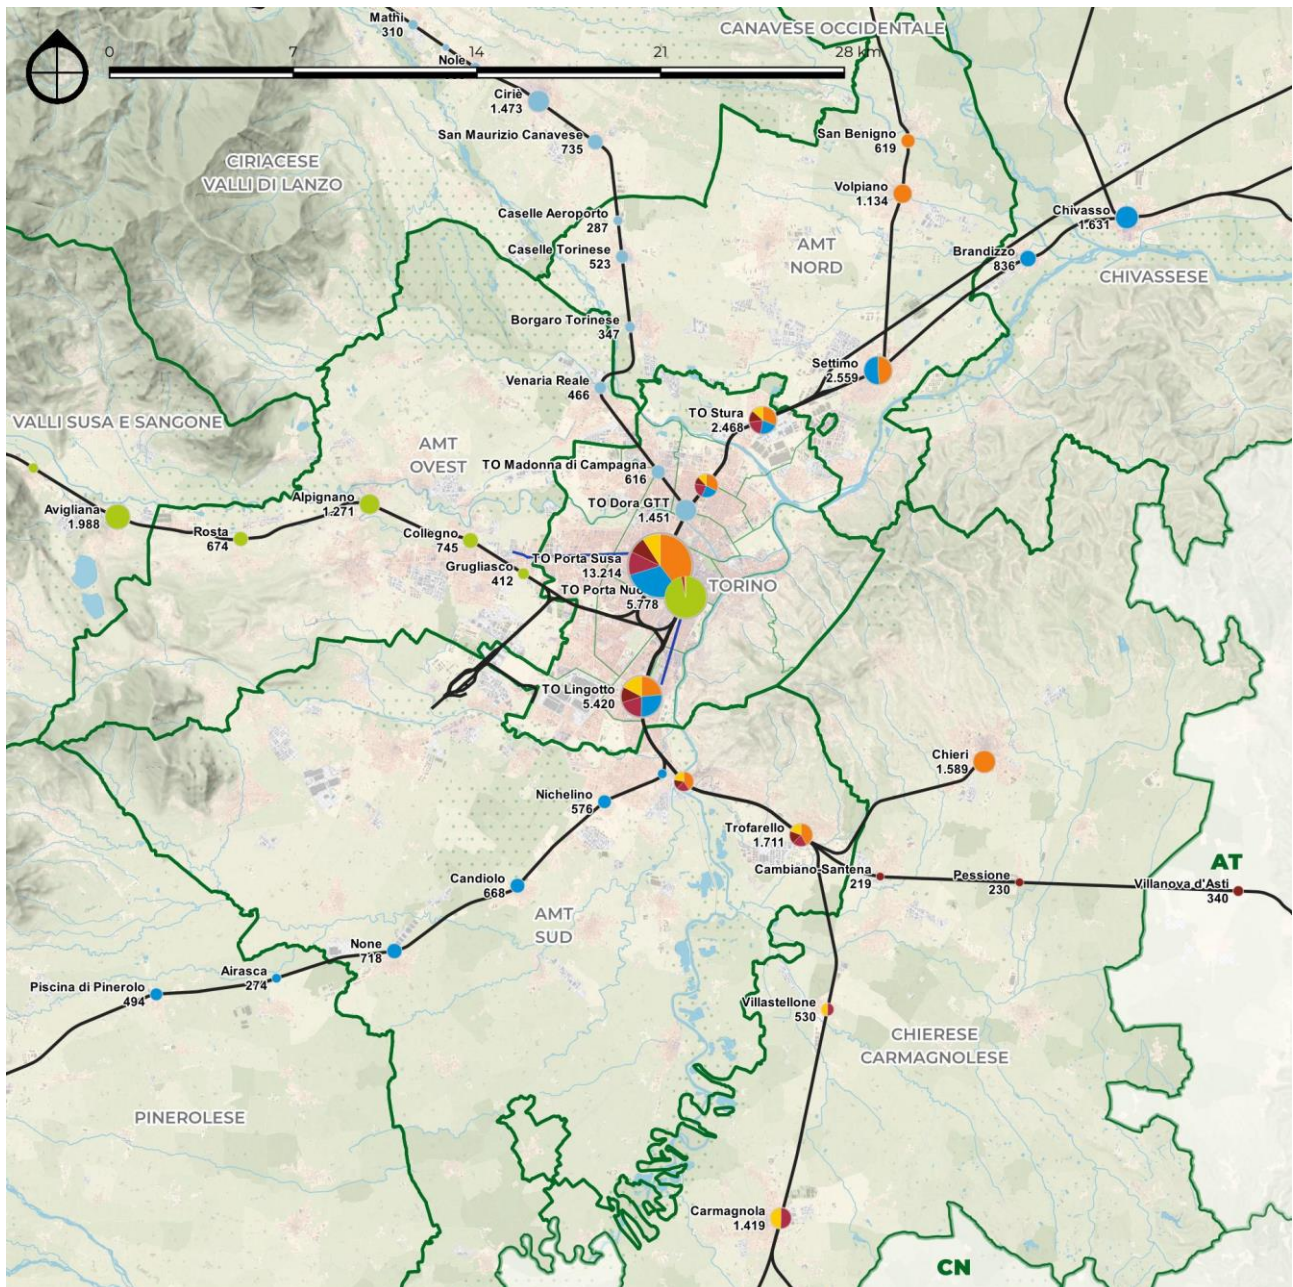 Mathi
310
CANAVESE OCCIDENTALE
0
7
14
21
28 km
Nole
Ciriè
1.473
San Maurizio Canavese
735
San Benigno
619
CIRIACESE
VALLI DI LANZO
Volpiano
1.134
Chivasso
1.631
Caselle Aeroporto
287
Caselle Torinese
523
AMT
NORD
Brandizzo
836
CHIVASSESE
Borgaro Torinese
347
Settimo
2.559
Venaria Reale
466
TO Stura
2.468
VALLI SUSA E SANGONE
AMT
OVEST
TO Madonna di Campagna
616
Avigliana
1.988
Alpignano
1.271
TO Dora GTT
1.451
Rosta
674
Collegno
745
Grugliasco
412
TO Porta Susa
13.214
TO Porta Nuo
5.778
TORINO
TO Lingotto
5.420
Chieri
1.589
Nichelino
576
Trofarello
1.711
Cambiano-Santena
219
Pessione
230
AT
Villanova d'Asti
340
Candiolo
668
AMT
SUD
None
718
Airasca
274
Piscina di Pinerolo
494
Villastellone
530
CHIERESE
CARMAGNOLESE
PINEROLESE
Carmagnola
1.419
CN